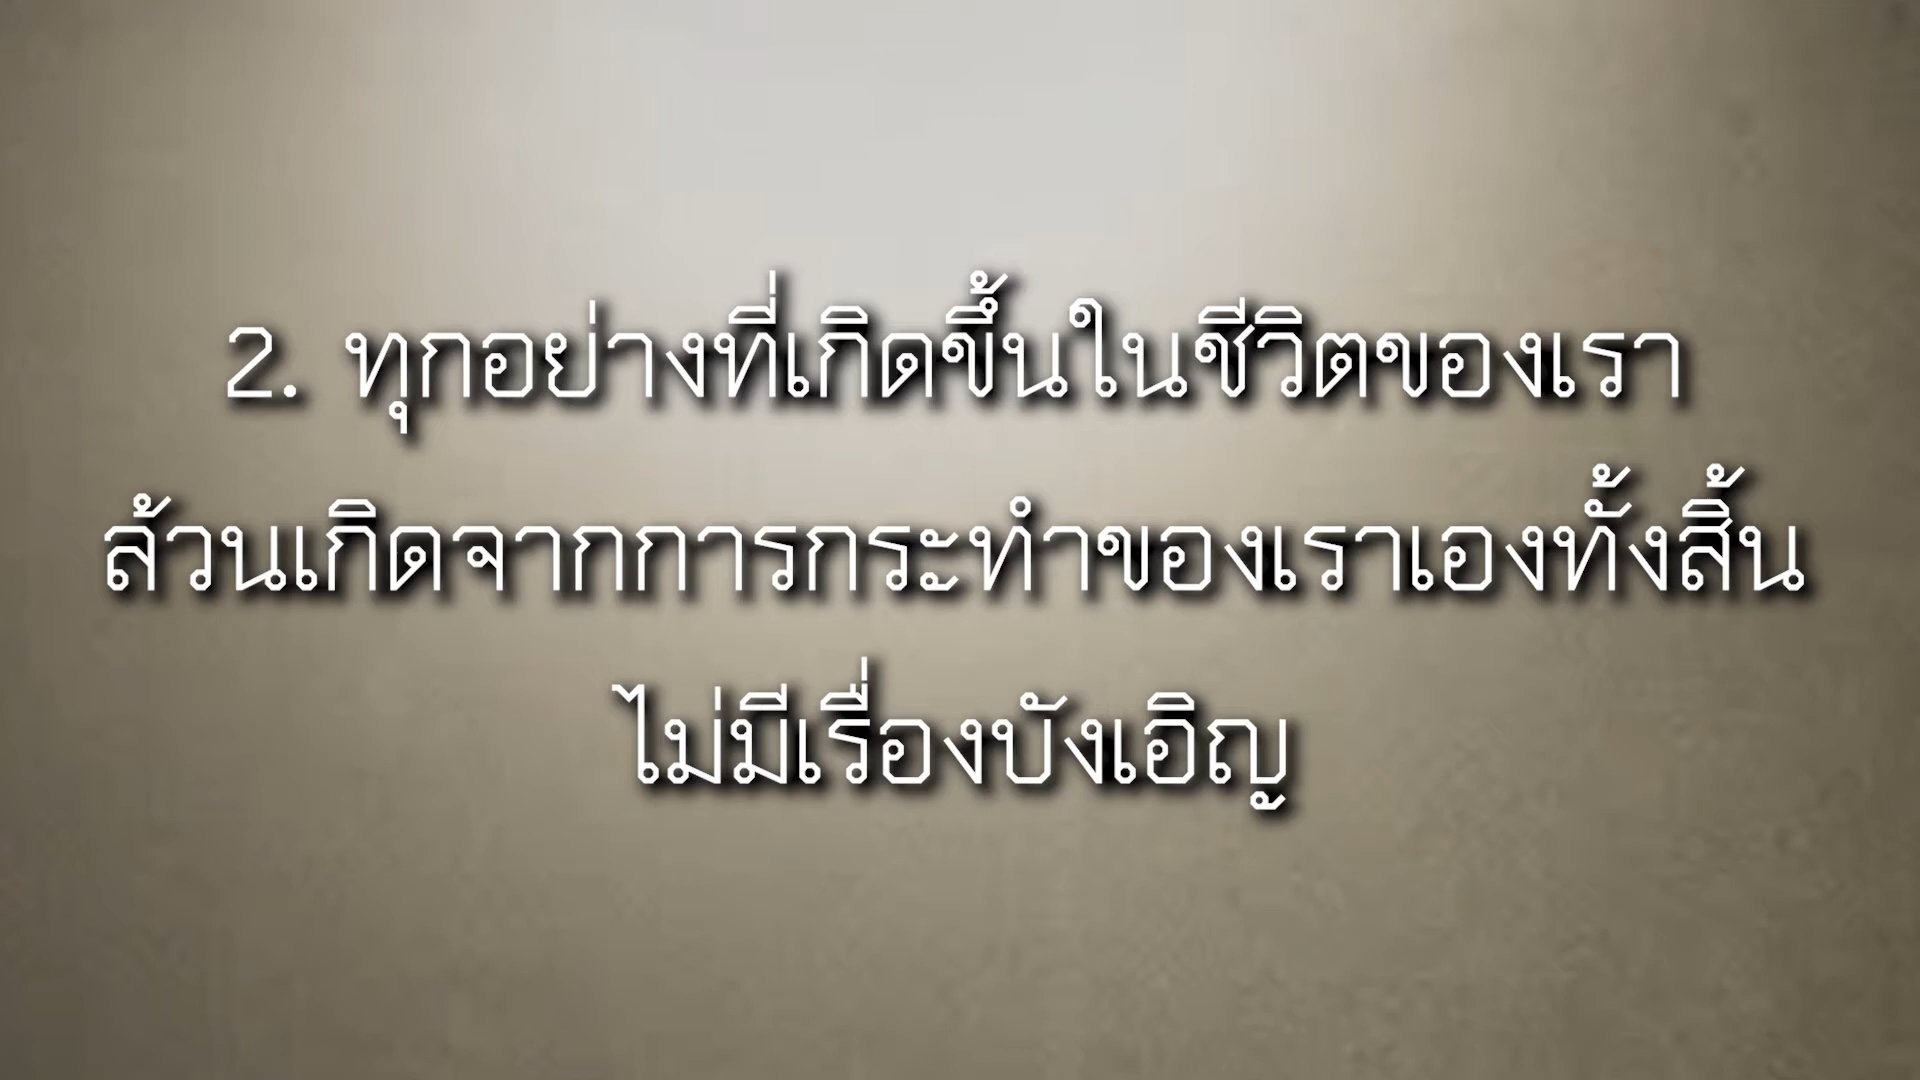 2. ทุกอย่างที่เกิดขึ้นในชีวิตของเรา
ล้วนเกิดจากการกระทำของเราเองทั้งสิ้น
ไม่มีเรื่องบังเอิญ